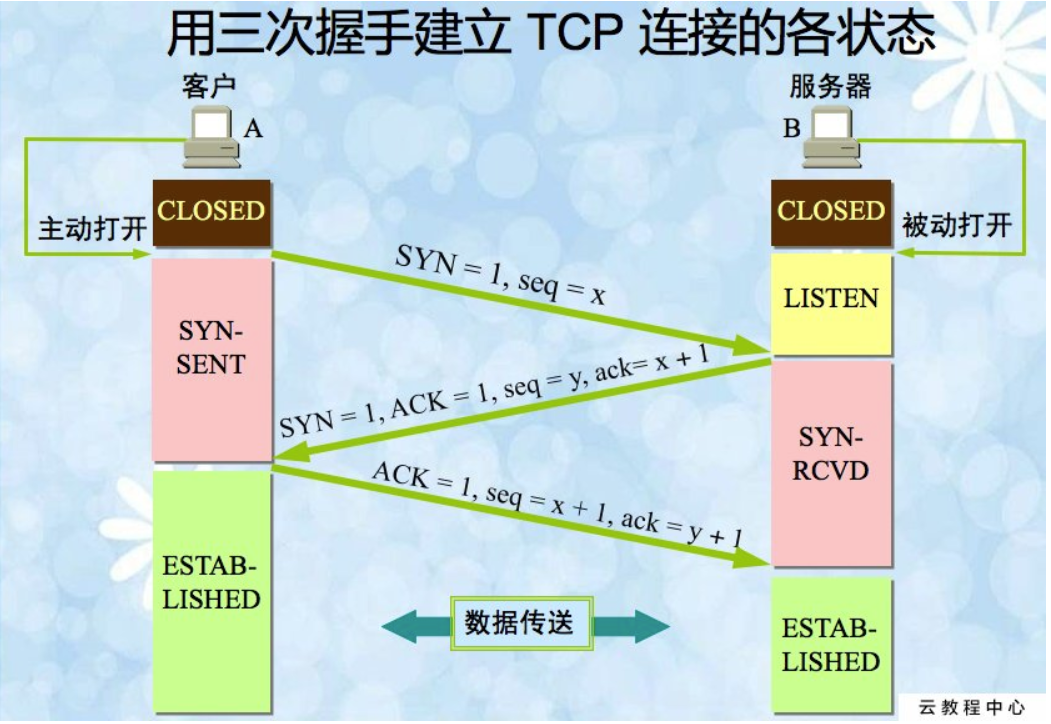 用三次握手建立 TCP 连接的各状态
客户
服务器
A
B
CLOSED
CLOSED
主动打开
被动打开
SYN = 1, seq = x
LISTEN
SYN-
SENT
SYN = 1, ACK = 1, seq = y, ack= x + 1
SYN-
RCVD
ACK = 1, seq = x + 1, ack = y + 1
ESTAB-
LISHED
数据传送
ESTAB-
LISHED
云教程中心